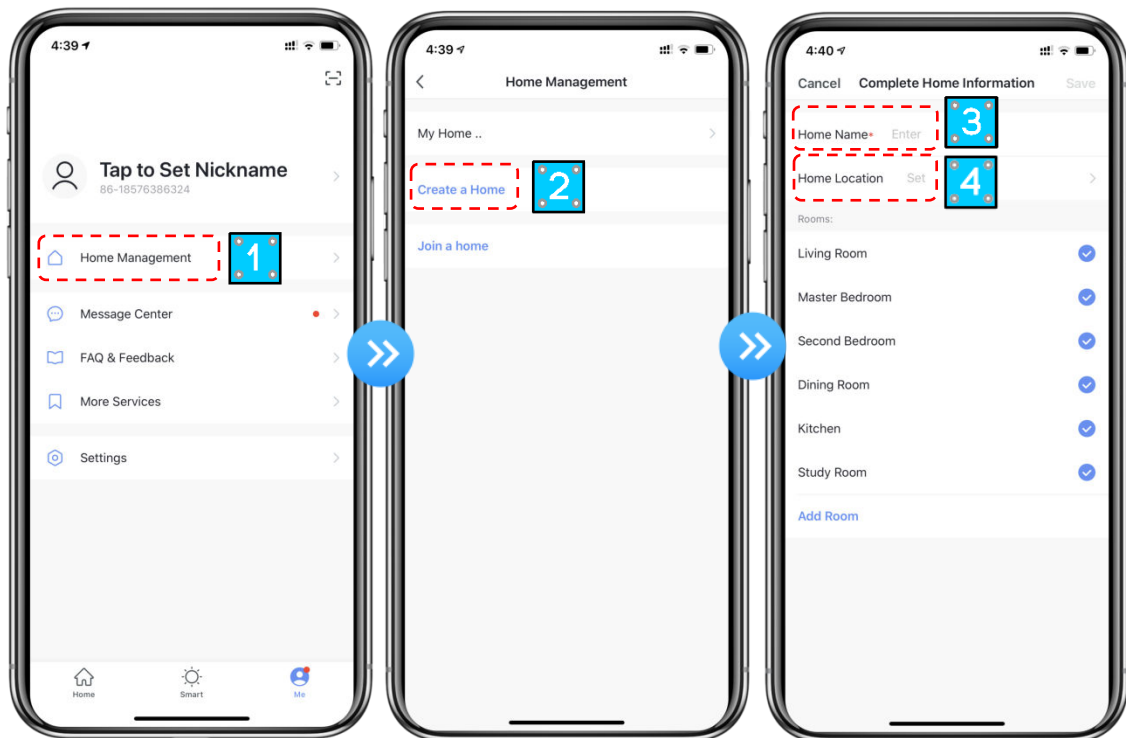 4:39
Tap to Set Nickname
86-18576386324
Home Management
1
Message Center
FAQ & Feedback
More Services
Settings
Home
Smart
Me
4:39
Home Management
My Home ..
Create a Home
2
Join a home
4:40
Cancel Complete Home Information Save
Home Name* Enter
3
Home Location Set
4
Rooms:
Living Room
Master Bedroom
Second Bedroom
Dining Room
Kitchen
Study Room
Add Room